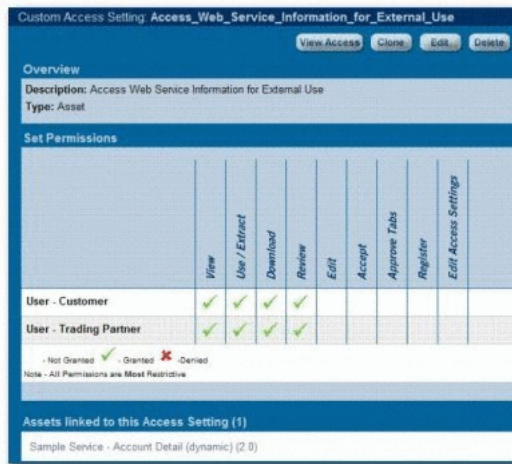 Custom Access Setting: Access_Web_Service_Information_for_External_Use
View Access Clone Edit Delete
Overview
Description: Access Web Service Information for External Use
Type: Asset
Set Permissions
View Use / Extract Download Review Edit Accept Approve Tabs Register Edit Access Settings
User - Customer
User - Trading Partner
- Not Granted - Granted -Denied
Note - All Permissions are Most Restrictive
Assets linked to this Access Setting (1)
Sample Service - Account Detail (dynamic) (2.0)